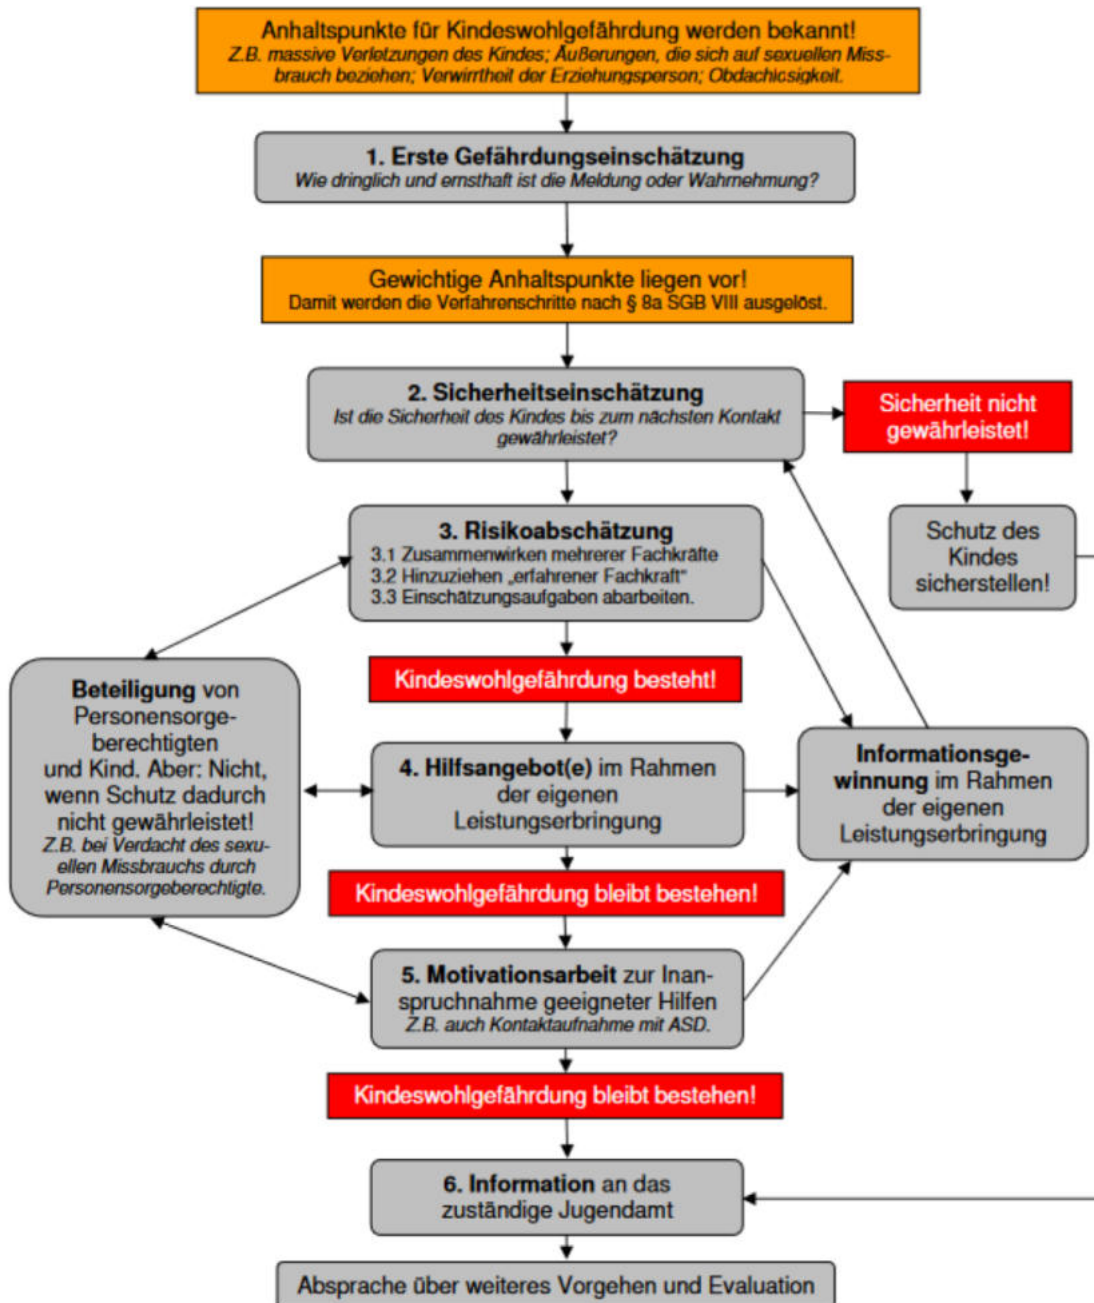 Anhaltspunkte für Kindeswohlgefährdung werden bekannt!
Z.B. massive Verletzungen des Kindes; Äußerungen, die sich auf sexuellen Miss-
brauch beziehen; Verwirrtheit der Erziehungsperson; Obdachlosigkeit.
1. Erste Gefährdungseinschätzung
Wie dringlich und ernsthaft ist die Meldung oder Wahrnehmung?
Gewichtige Anhaltspunkte liegen vor!
Damit werden die Verfahrenschritte nach § 8a SGB VIII ausgelöst.
2. Sicherheitseinschätzung
Ist die Sicherheit des Kindes bis zum nächsten Kontakt
gewährleistet?
Sicherheit nicht
gewährleistet!
Schutz des
Kindes
sicherstellen!
3. Risikoabschätzung
3.1 Zusammenwirken mehrerer Fachkräfte
3.2 Hinzuziehen „erfahrener Fachkraft“
3.3 Einschätzungsaufgaben abarbeiten.
Kindeswohlgefährdung besteht!
Beteiligung von
Personensorge-
berechtigten
und Kind. Aber: Nicht,
wenn Schutz dadurch
nicht gewährleistet!
Z.B. bei Verdacht des sexu-
ellen Missbrauchs durch
Personensorgeberechtigte.
4. Hilfsangebot(e) im Rahmen
der eigenen
Leistungserbringung
Informationsge-
winnung im Rahmen
der eigenen
Leistungserbringung
Kindeswohlgefährdung bleibt bestehen!
5. Motivationsarbeit zur Inan-
spruchnahme geeigneter Hilfen
Z.B. auch Kontaktaufnahme mit ASD.
Kindeswohlgefährdung bleibt bestehen!
6. Information an das
zuständige Jugendamt
Absprache über weiteres Vorgehen und Evaluation